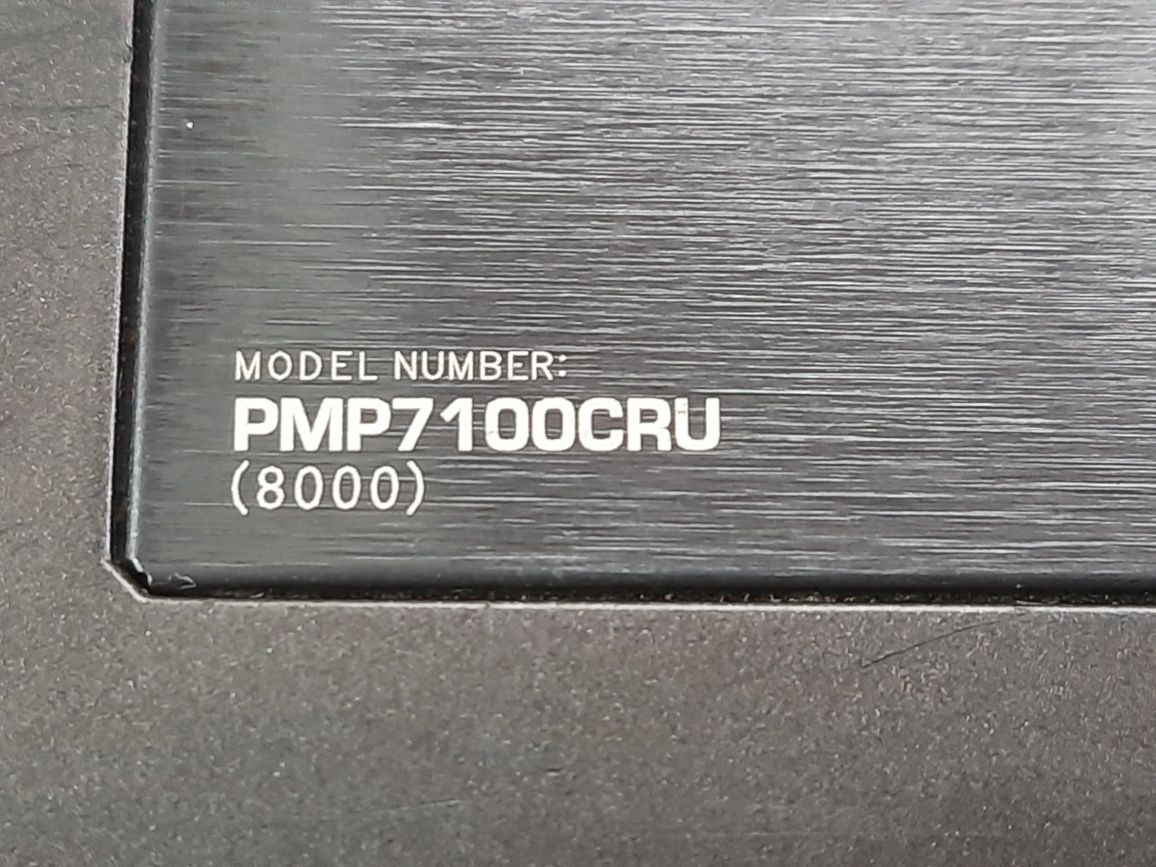 MODEL NUMBER:
PMP7100CRU
(8000)